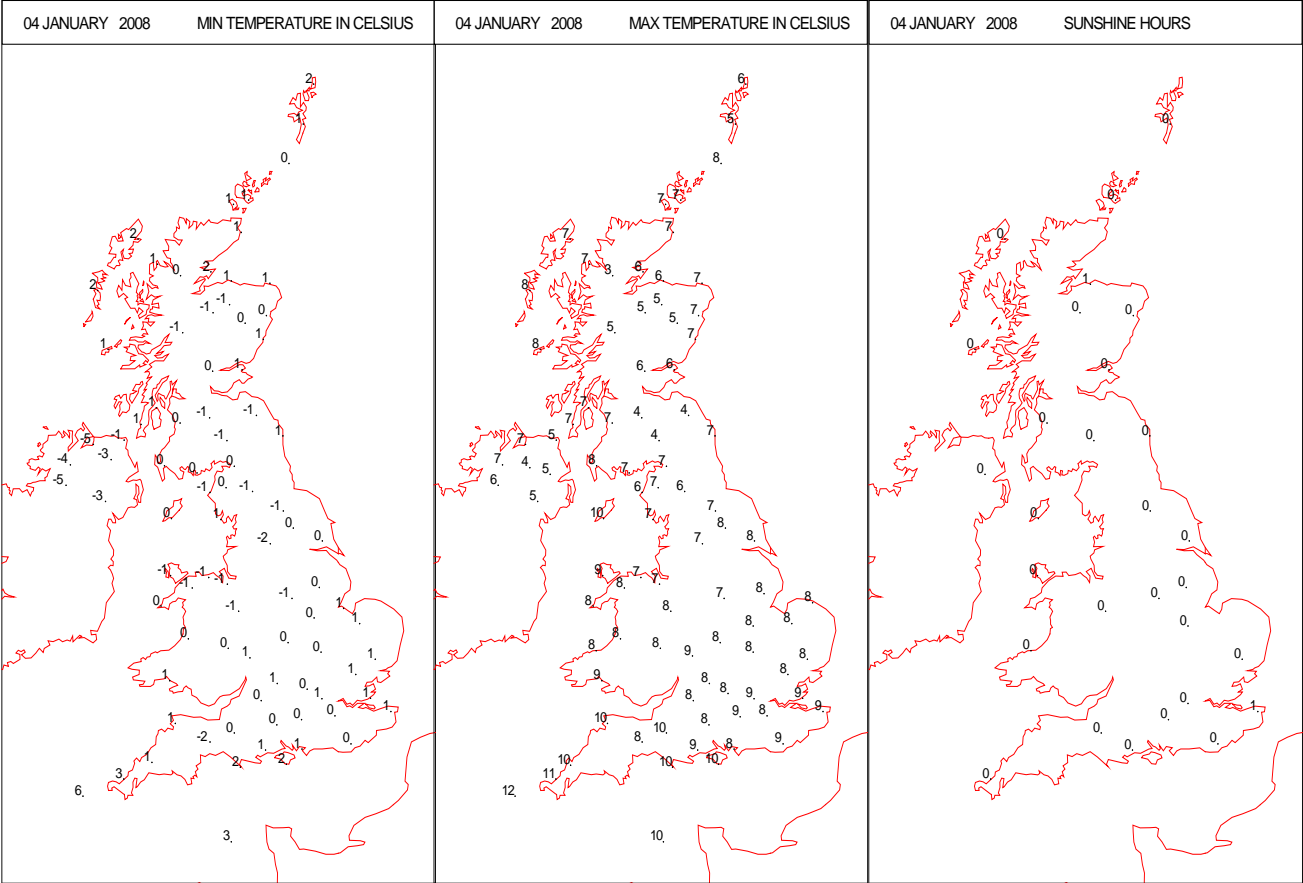 04 JANUARY 2008 MIN TEMPERATURE IN CELSIUS
2
1
0
1 1
1
2
1 0 -2 1 1
2
-1 -1 0 0
-1 1
1
0 1
1 -1 -1
1 0
-5 -1 -1 1
-4 -3 0 0 0
-5 -1 0 -1
-3 -1
0 1 0
-2 0
-1 -1 -1 -1 0
0 -1 -1 0 1
0 0 0 0 1
1 1
1 1 0 1
0 1 1
1 0 0 0 1
-2 0 1 1 0
1 2 2
3
6
3
04 JANUARY 2008 MAX TEMPERATURE IN CELSIUS
6
5
8
7 7
7
7
7 3 6 6 7
8
5 5 5 7
5 7
8
6 6
7 4 4
7 7
7 5 4 7
7 4 5 8 7 7
6 6 7 6
5 7
10 7 8
7 8
9 8 7 7
8 8 7 8 8
8 8 8 8 8 8
9 8 8
9 8 8 9 9
8 9 8 9
10 10 8
8 9 8 9
10 10 10
11
12
10
04 JANUARY 2008 SUNSHINE HOURS
0
0
0
1
0 0
0
0
0
0 0
0
0 0
0
0 0
0 0
0
0 0
0
0 1
0 0
0 0
0